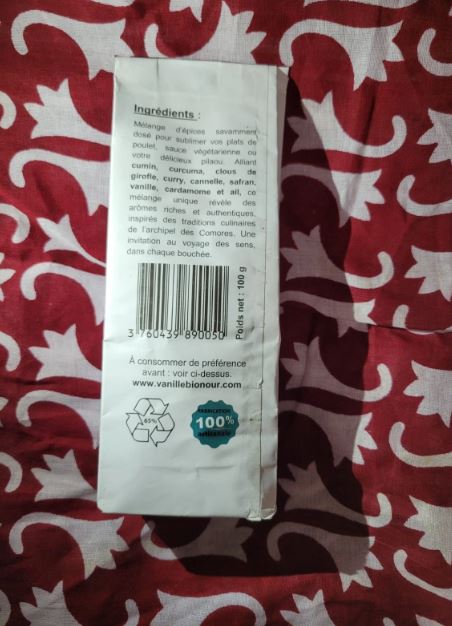 Ingrédients :
Mélange d'épices savamment
dosé pour sublimer vos plats de
poulet, sauce végétarienne ou
votre délicieux pilaou. Alliant
cumin, curcuma, clous de
girofle, curry, cannelle, safran,
vanille, cardamome et ail, ce
mélange unique révèle des
arômes riches et authentiques,
inspirés des traditions culinaires
de l'archipel des Comores. Une
invitation au voyage des sens,
dans chaque bouchée.
3 760439 890050
Poids net : 100 g
À consommer de préférence
avant : voir ci-dessus.
www.vanillebionour.com
65%
FABRICATION
100%
artisanale